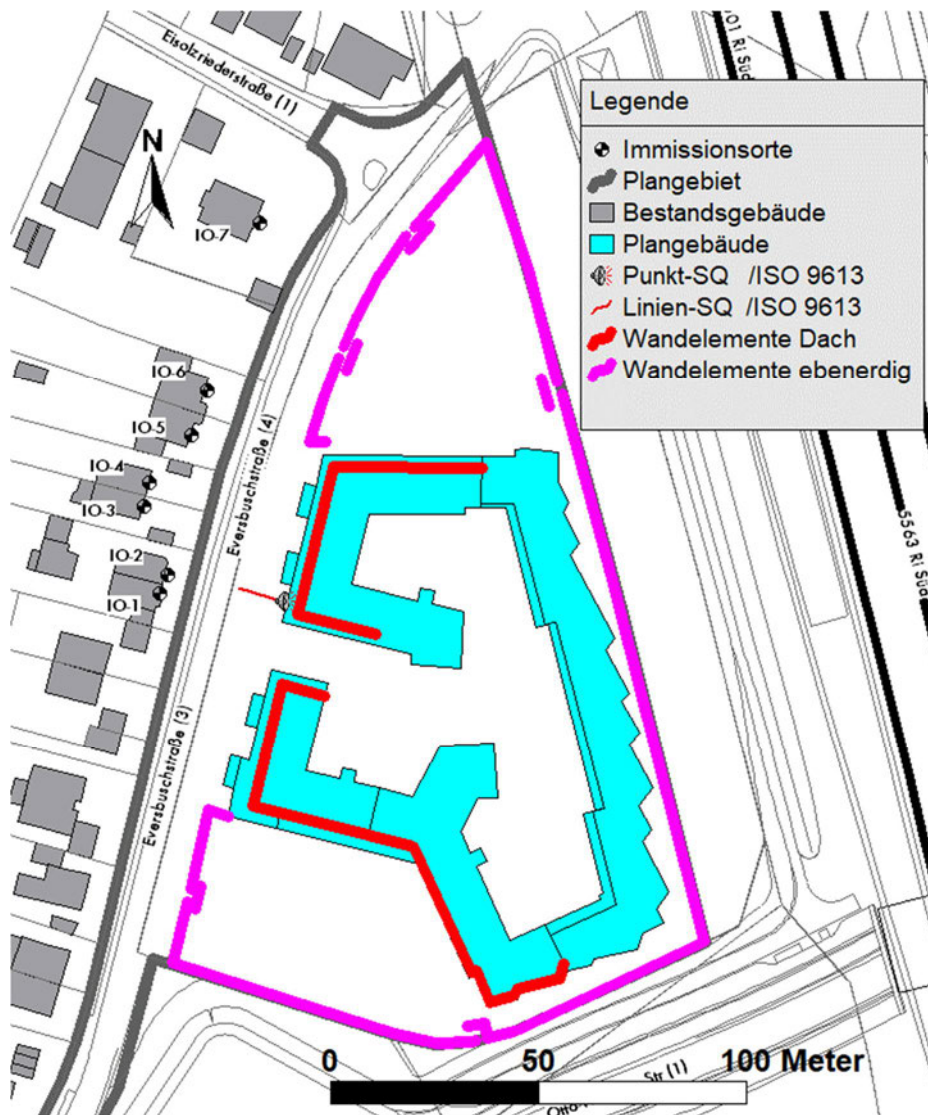 Eisolzriederstraße (1)
N
IO-7
IO-6
IO-5
IO-4
IO-3
IO-2
IO-1
Eversbuschstraße (4)
Eversbuschstraße (3)
Legende
Immissionsorte
Plangebiet
Bestandsgebäude
Plangebäude
Punkt-SQ /ISO 9613
Linien-SQ /ISO 9613
Wandelemente Dach
Wandelemente ebenerdig
5563 Ri Süd
0 50 100 Meter
Str (1)